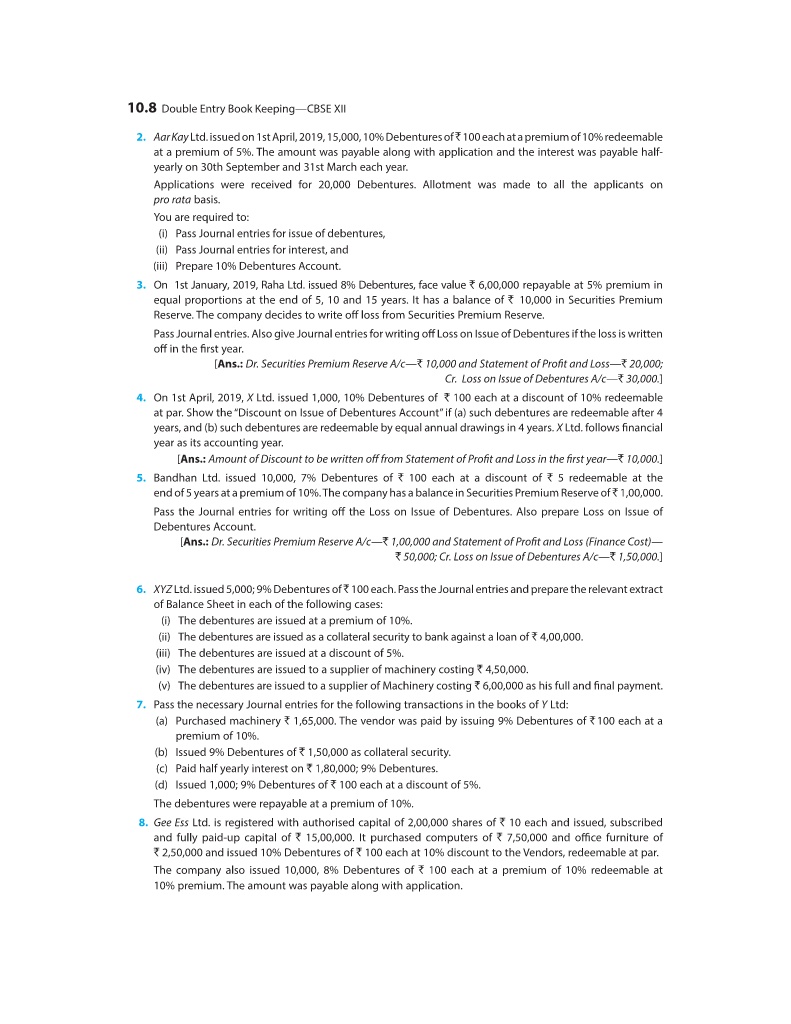 10.8 Double Entry Book Keeping—CBSE XII
2. Aar Kay Ltd. issued on 1st April, 2019, 15,000, 10% Debentures of ₹ 100 each at a premium of 10% redeemable
at a premium of 5%. The amount was payable along with application and the interest was payable half-
yearly on 30th September and 31st March each year.
Applications were received for 20,000 Debentures. Allotment was made to all the applicants on
pro rata basis.
You are required to:
(i) Pass Journal entries for issue of debentures,
(ii) Pass Journal entries for interest, and
(iii) Prepare 10% Debentures Account.
3. On 1st January, 2019, Raha Ltd. issued 8% Debentures, face value ₹ 6,00,000 repayable at 5% premium in
equal proportions at the end of 5, 10 and 15 years. It has a balance of ₹ 10,000 in Securities Premium
Reserve. The company decides to write off loss from Securities Premium Reserve.
Pass Journal entries. Also give Journal entries for writing off Loss on Issue of Debentures if the loss is written
off in the first year.
[Ans.: Dr. Securities Premium Reserve A/c—₹ 10,000 and Statement of Profit and Loss—₹ 20,000;
Cr. Loss on Issue of Debentures A/c—₹ 30,000.]
4. On 1st April, 2019, X Ltd. issued 1,000, 10% Debentures of ₹ 100 each at a discount of 10% redeemable
at par. Show the "Discount on Issue of Debentures Account" if (a) such debentures are redeemable after 4
years, and (b) such debentures are redeemable by equal annual drawings in 4 years. X Ltd. follows financial
year as its accounting year.
[Ans.: Amount of Discount to be written off from Statement of Profit and Loss in the first year—₹ 10,000.]
5. Bandhan Ltd. issued 10,000, 7% Debentures of ₹ 100 each at a discount of ₹ 5 redeemable at the
end of 5 years at a premium of 10%. The company has a balance in Securities Premium Reserve of ₹ 1,00,000.
Pass the Journal entries for writing off the Loss on Issue of Debentures. Also prepare Loss on Issue of
Debentures Account.
[Ans.: Dr. Securities Premium Reserve A/c—₹ 1,00,000 and Statement of Profit and Loss (Finance Cost)—
₹ 50,000; Cr. Loss on Issue of Debentures A/c—₹ 1,50,000.]
6. XYZ Ltd. issued 5,000; 9% Debentures of ₹ 100 each. Pass the Journal entries and prepare the relevant extract
of Balance Sheet in each of the following cases:
(i) The debentures are issued at a premium of 10%.
(ii) The debentures are issued as a collateral security to bank against a loan of ₹ 4,00,000.
(iii) The debentures are issued at a discount of 5%.
(iv) The debentures are issued to a supplier of machinery costing ₹ 4,50,000.
(v) The debentures are issued to a supplier of Machinery costing ₹ 6,00,000 as his full and final payment.
7. Pass the necessary Journal entries for the following transactions in the books of Y Ltd:
(a) Purchased machinery ₹ 1,65,000. The vendor was paid by issuing 9% Debentures of ₹ 100 each at a
premium of 10%.
(b) Issued 9% Debentures of ₹ 1,50,000 as collateral security.
(c) Paid half yearly interest on ₹ 1,80,000; 9% Debentures.
(d) Issued 1,000; 9% Debentures of ₹ 100 each at a discount of 5%.
The debentures were repayable at a premium of 10%.
8. Gee Ess Ltd. is registered with authorised capital of 2,00,000 shares of ₹ 10 each and issued, subscribed
and fully paid-up capital of ₹ 15,00,000. It purchased computers of ₹ 7,50,000 and office furniture of
₹ 2,50,000 and issued 10% Debentures of ₹ 100 each at 10% discount to the Vendors, redeemable at par.
The company also issued 10,000, 8% Debentures of ₹ 100 each at a premium of 10% redeemable at
10% premium. The amount was payable along with application.